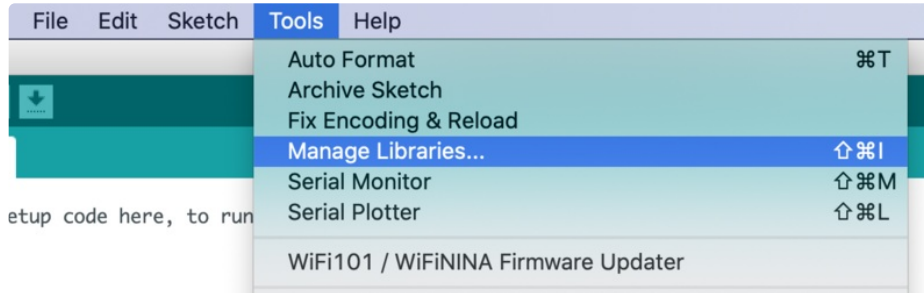 File Edit Sketch Tools Help
Auto Format ⌘T
Archive Sketch
Fix Encoding & Reload
Manage Libraries... ⇧⌘I
Serial Monitor ⇧⌘M
etup code here, to run
Serial Plotter ⇧⌘L
WiFi101 / WiFiNINA Firmware Updater